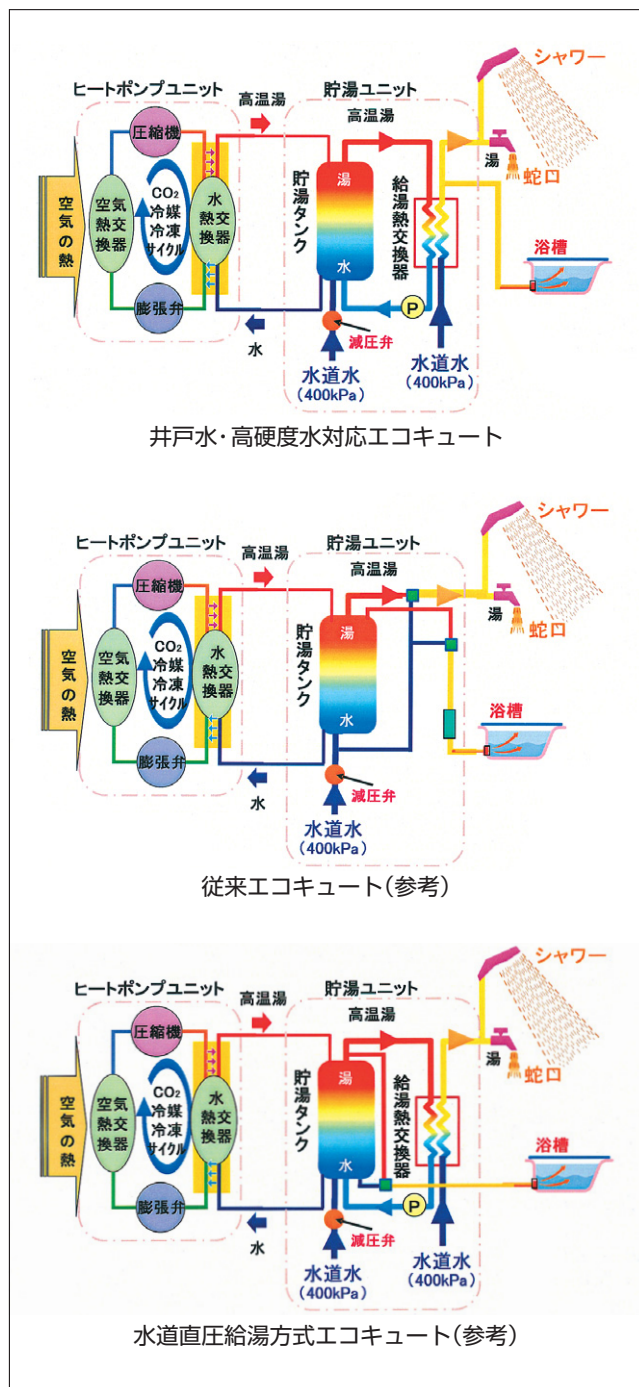 シャワー
ヒートポンプユニット
貯湯ユニット
高温湯
高温湯
圧縮機
湯
蛇口
空気の熱
空気熱交換器
CO₂冷媒冷凍サイクル
水熱交換器
貯湯タンク
湯
水
給湯熱交換器
浴槽
膨張弁
P
水
減圧弁
水道水
(400kPa)
水道水
(400kPa)
井戸水・高硬度水対応エコキュート
シャワー
ヒートポンプユニット
貯湯ユニット
高温湯
高温湯
圧縮機
湯
蛇口
空気の熱
空気熱交換器
CO₂冷媒冷凍サイクル
水熱交換器
貯湯タンク
湯
水
浴槽
膨張弁
水
減圧弁
水道水
(400kPa)
従来エコキュート(参考)
シャワー
ヒートポンプユニット
貯湯ユニット
高温湯
高温湯
圧縮機
湯
蛇口
空気の熱
空気熱交換器
CO₂冷媒冷凍サイクル
水熱交換器
貯湯タンク
湯
水
給湯熱交換器
浴槽
膨張弁
P
水
減圧弁
水道水
(400kPa)
水道水
(400kPa)
水道直圧給湯方式エコキュート(参考)